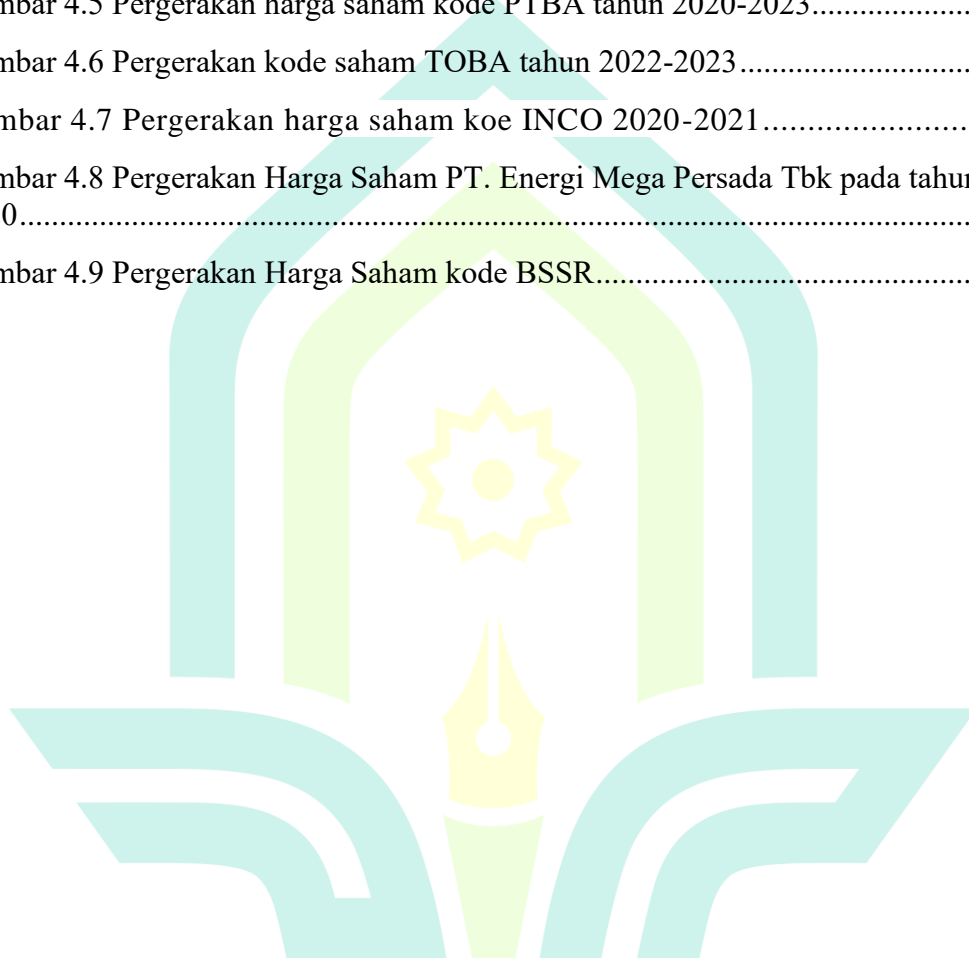 mbar 4.5 Pergerakan harga saham kode PTBA tahun 2020-2023....................
mbar 4.6 Pergerakan kode saham TOBA tahun 2022-2023............................
mbar 4.7 Pergerakan harga saham koe INCO 2020-2021.........................
mbar 4.8 Pergerakan Harga Saham PT. Energi Mega Persada Tbk pada tahun
0........................................................................................................................
mbar 4.9 Pergerakan Harga Saham kode BSSR..............................................